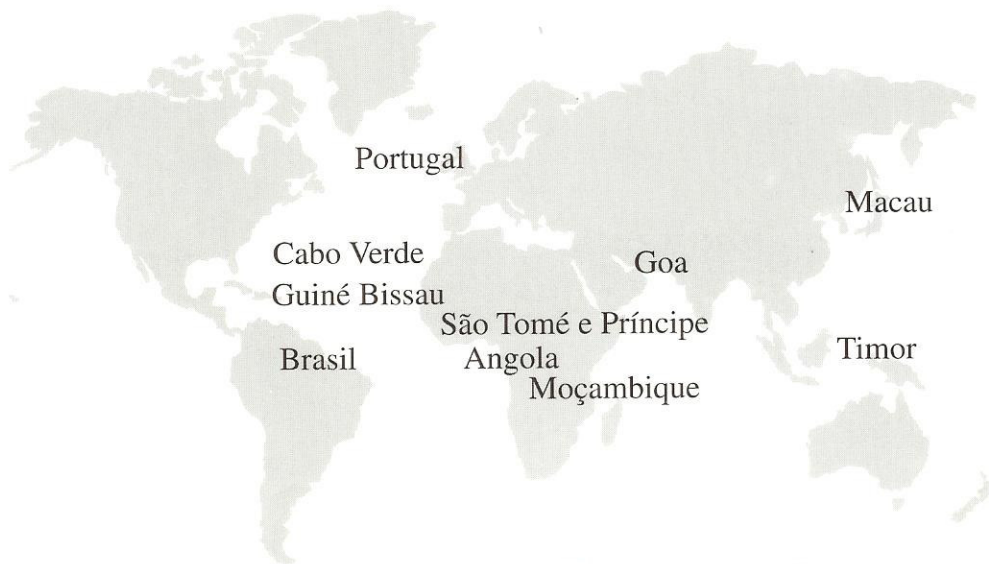 Portugal
Macau
Cabo Verde
Goa
Guiné Bissau
São Tomé e Príncipe
Timor
Brasil
Angola
Moçambique